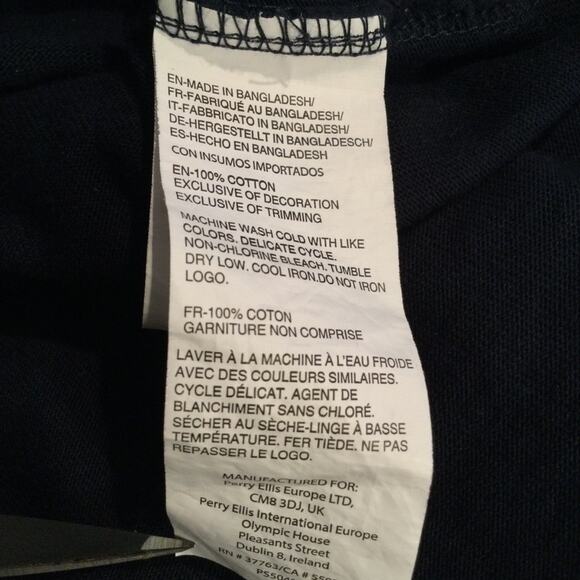 EN-MADE IN BANGLADESH/
FR-FABRIQUÉ AU BANGLADESH/
IT-FABBRICATO IN BANGLADESH/
DE-HERGESTELLT IN BANGLADESCH/
ES-HECHO EN BANGLADESH
CON INSUMOS IMPORTADOS
EN-100% COTTON
EXCLUSIVE OF DECORATION
EXCLUSIVE OF TRIMMING
MACHINE WASH COLD WITH LIKE
COLORS. DELICATE CYCLE.
NON-CHLORINE BLEACH. TUMBLE
DRY LOW. COOL IRON.DO NOT IRON
LOGO.
FR-100% COTON
GARNITURE NON COMPRISE
LAVER À LA MACHINE À L'EAU FROIDE
AVEC DES COULEURS SIMILAIRES.
CYCLE DÉLICAT. AGENT DE
BLANCHIMENT SANS CHLORÉ.
SÉCHER AU SÈCHE-LINGE À BASSE
TEMPÉRATURE. FER TIÈDE. NE PAS
REPASSER LE LOGO.
MANUFACTURED FOR:
Perry Ellis Europe LTD,
CM8 3DJ, UK
Perry Ellis International Europe
Olympic House
Pleasants Street
Dublin 8, Ireland
RN # 37763/CA #